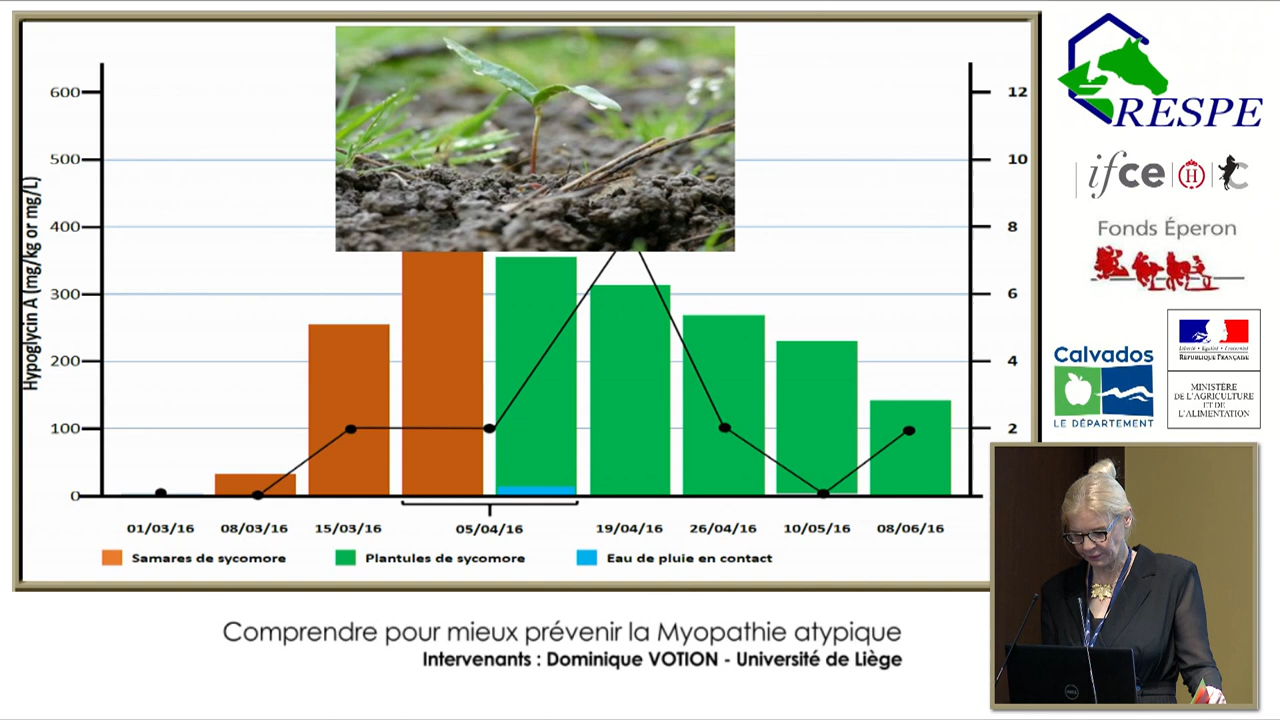 600
500
400
300
200
100
0
Hypoglycin A (mg/kg or mg/L)
12
10
8
6
4
2
01/03/16 08/03/16 15/03/16 05/04/16 19/04/16 26/04/16 10/05/16 08/06/16
Samares de sycomore Plantules de sycomore Eau de pluie en contact
Comprendre pour mieux prévenir la Myopathie atypique
Intervenants : Dominique VOTION - Université de Liège
RESPE
ifce H C
Fonds Éperon
Calvados
LE DÉPARTEMENT
Liberté • Égalité • Fraternité
RÉPUBLIQUE FRANÇAISE
MINISTÈRE
DE L'AGRICULTURE
ET DE
L'ALIMENTATION
DELL